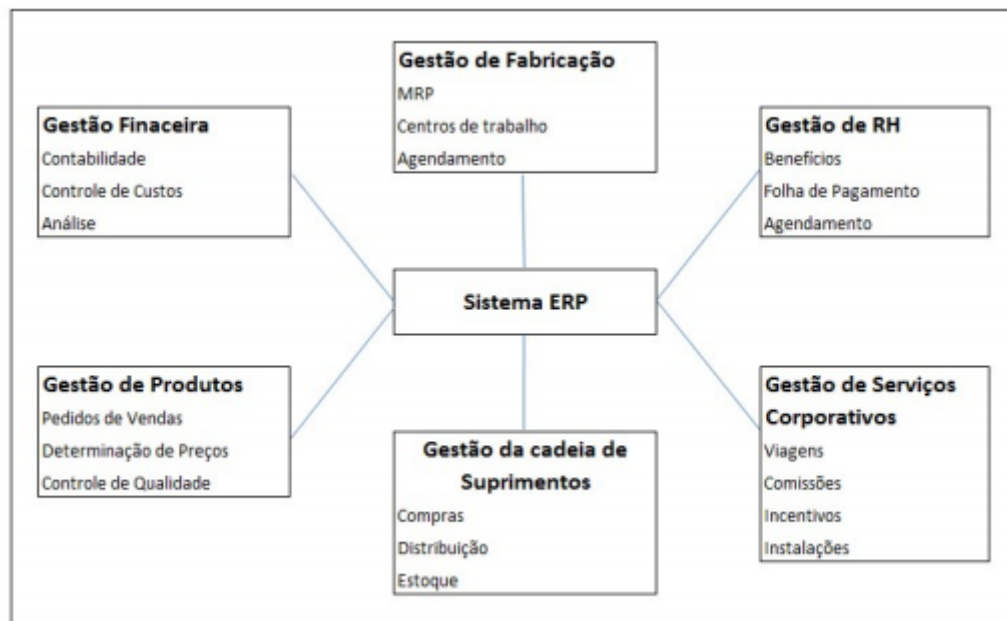 Gestão de Fabricação
MRP
Centros de trabalho
Agendamento
Gestão Finaceira
Contabilidade
Controle de Custos
Análise
Gestão de RH
Benefícios
Folha de Pagamento
Agendamento
Sistema ERP
Gestão de Produtos
Pedidos de Vendas
Determinação de Preços
Controle de Qualidade
Gestão da cadeia de
Suprimentos
Compras
Distribuição
Estoque
Gestão de Serviços
Corporativos
Viagens
Comissões
Incentivos
Instalações